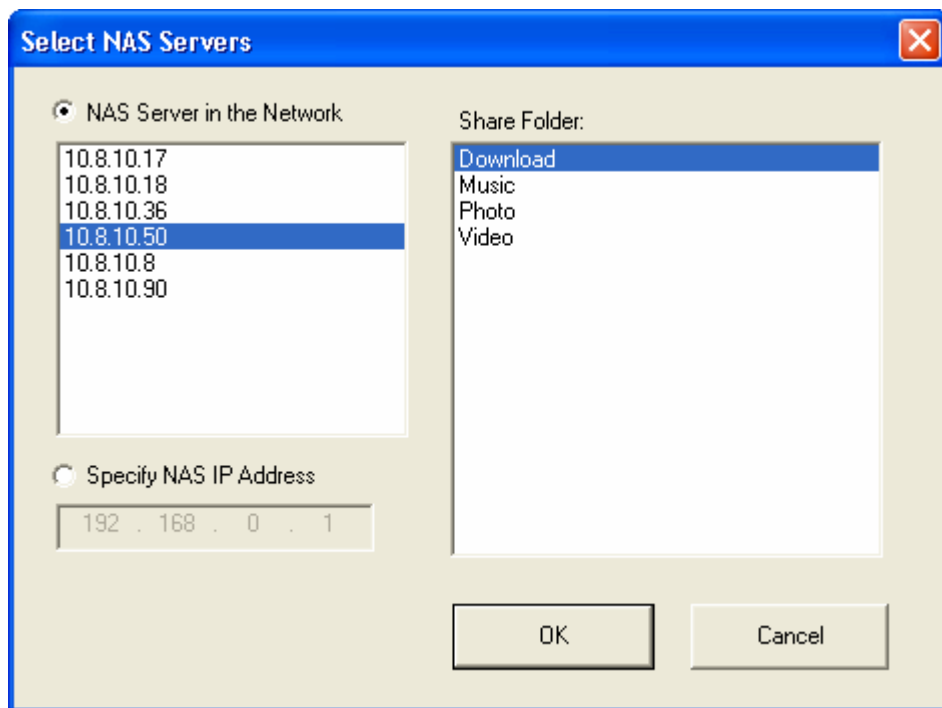 Select NAS Servers
NAS Server in the Network
10.8.10.17
10.8.10.18
10.8.10.36
10.8.10.50
10.8.10.8
10.8.10.90
Specify NAS IP Address
192 . 168 . 0 . 1
Share Folder:
Download
Music
Photo
Video
OK
Cancel